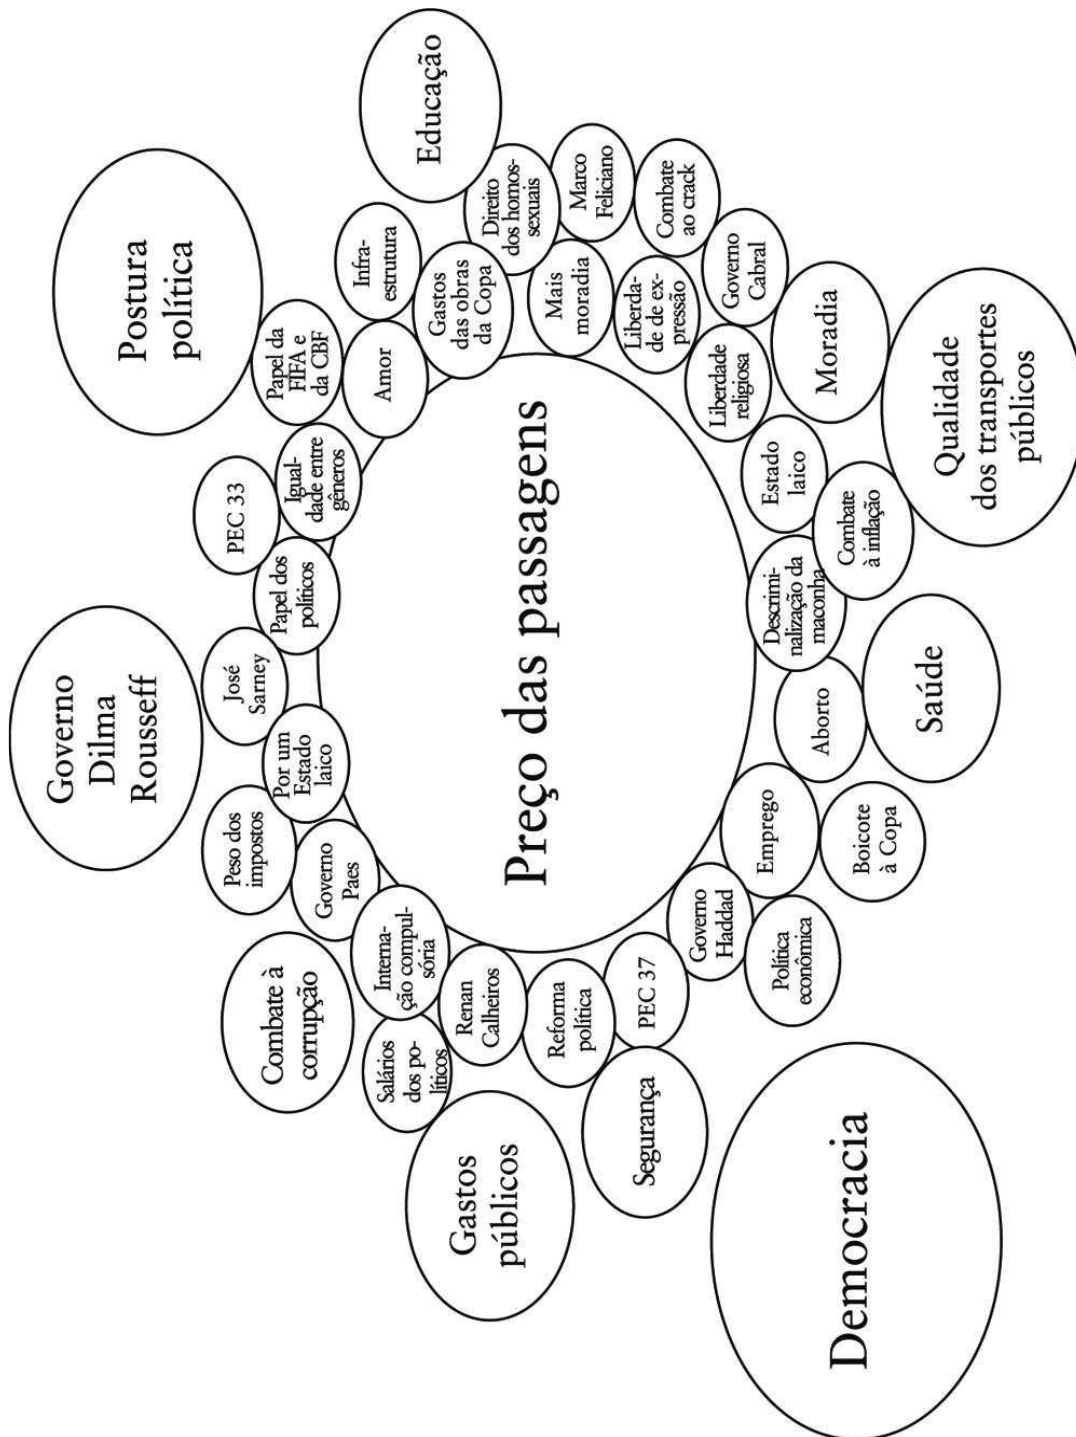 Educação
Postura
política
Infra-
estrutura
Direito
dos homos-
sexuais
Marco
Feliciano
Combate
ao crack
Governo
Cabral
Papel da
FIFA e
da CBF
Amor
Gastos
das obras
da Copa
Mais
moradia
Liberda-
de de ex-
pressão
Liberdade
religiosa
Moradia
Qualidade
dos transportes
públicos
PEC 33
Igual-
dade entre
gêneros
Estado
laico
Combate
à inflação
Governo
Dilma
Rousseff
José
Sarney
Papel dos
políticos
Preço das passagens
Descrimi-
nalização da
maconha
Peso dos
impostos
Por um
Estado
laico
Aborto
Saúde
Governo
Paes
Emprego
Boicote
à Copa
Combate à
corrupção
Interna-
ção compul-
sória
Governo
Haddad
Política
econômica
Salários
dos po-
líticos
Renan
Calheiros
Reforma
política
PEC 37
Gastos
públicos
Segurança
Democracia